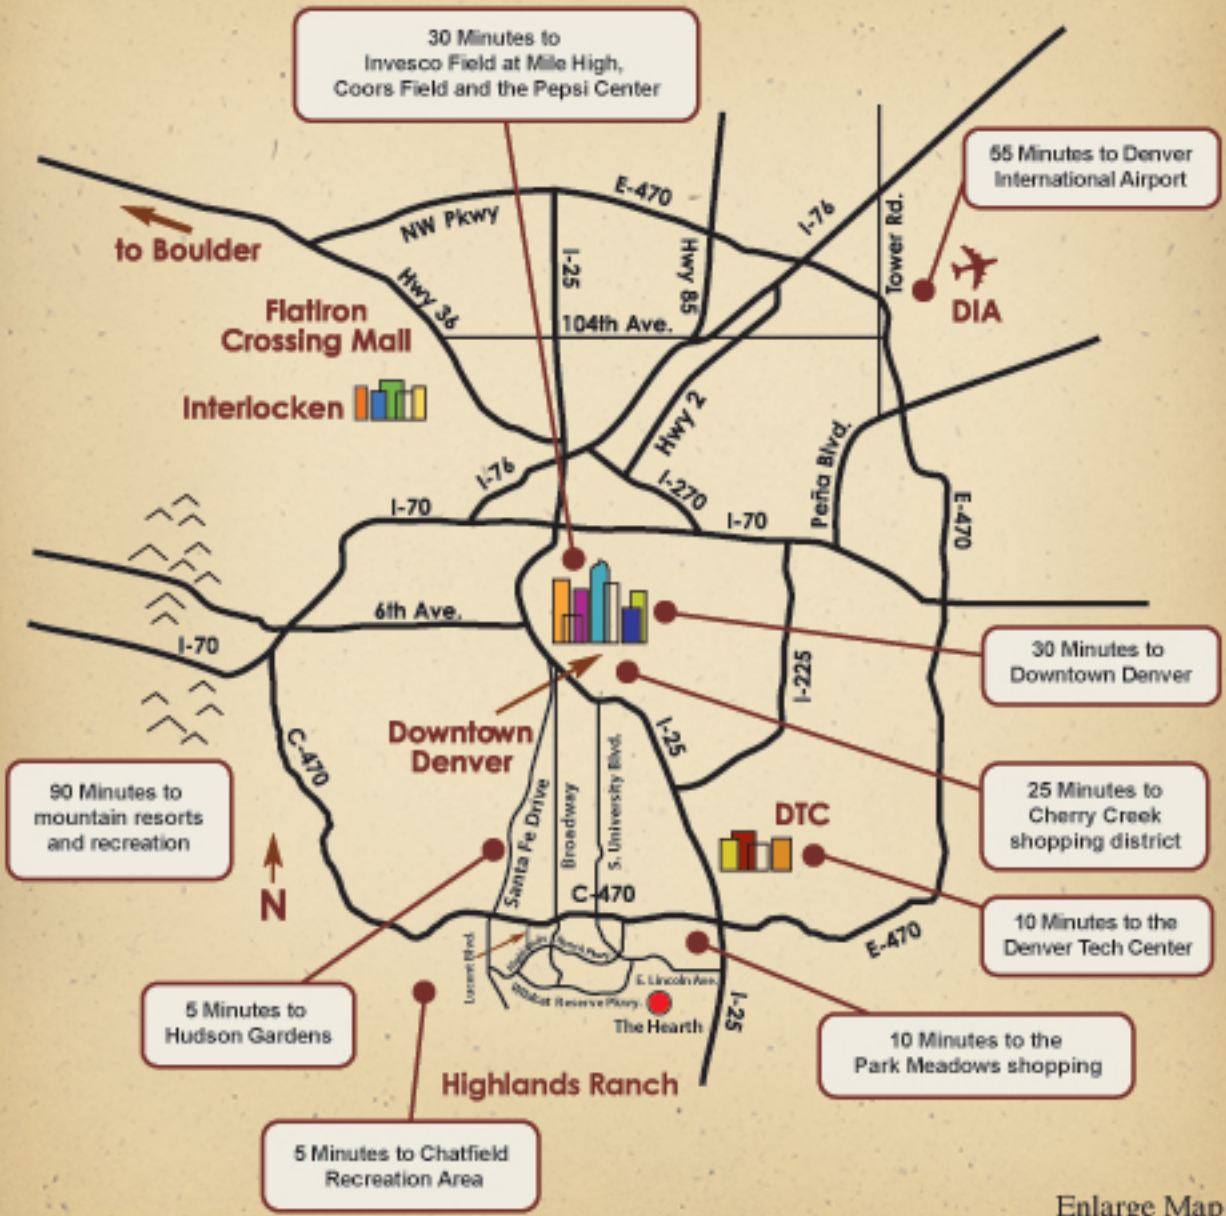 30 Minutes to
Invesco Field at Mile High,
Coors Field and the Pepsi Center
55 Minutes to Denver
International Airport
E-470
NW Pkwy
I-76
Tower Rd.
to Boulder
I-25
Hwy 85
Hwy 36
DIA
FlatIron
Crossing Mall
104th Ave.
Interlocken
Hwy 2
Peña Blvd.
I-76
I-270
I-70
I-70
E-470
6th Ave.
I-70
30 Minutes to
Downtown Denver
I-225
Downtown
Denver
I-25
C-470
S. University Blvd.
Broadway
Santa Fe Drive
90 Minutes to
mountain resorts
and recreation
25 Minutes to
Cherry Creek
shopping district
DTC
N
C-470
10 Minutes to the
Denver Tech Center
E-470
Lucent Blvd.
E. Lincoln Ave.
Wildcat Reserve Pkwy.
The Hearth
I-25
5 Minutes to
Hudson Gardens
10 Minutes to the
Park Meadows shopping
Highlands Ranch
5 Minutes to Chatfield
Recreation Area
Enlarge Map